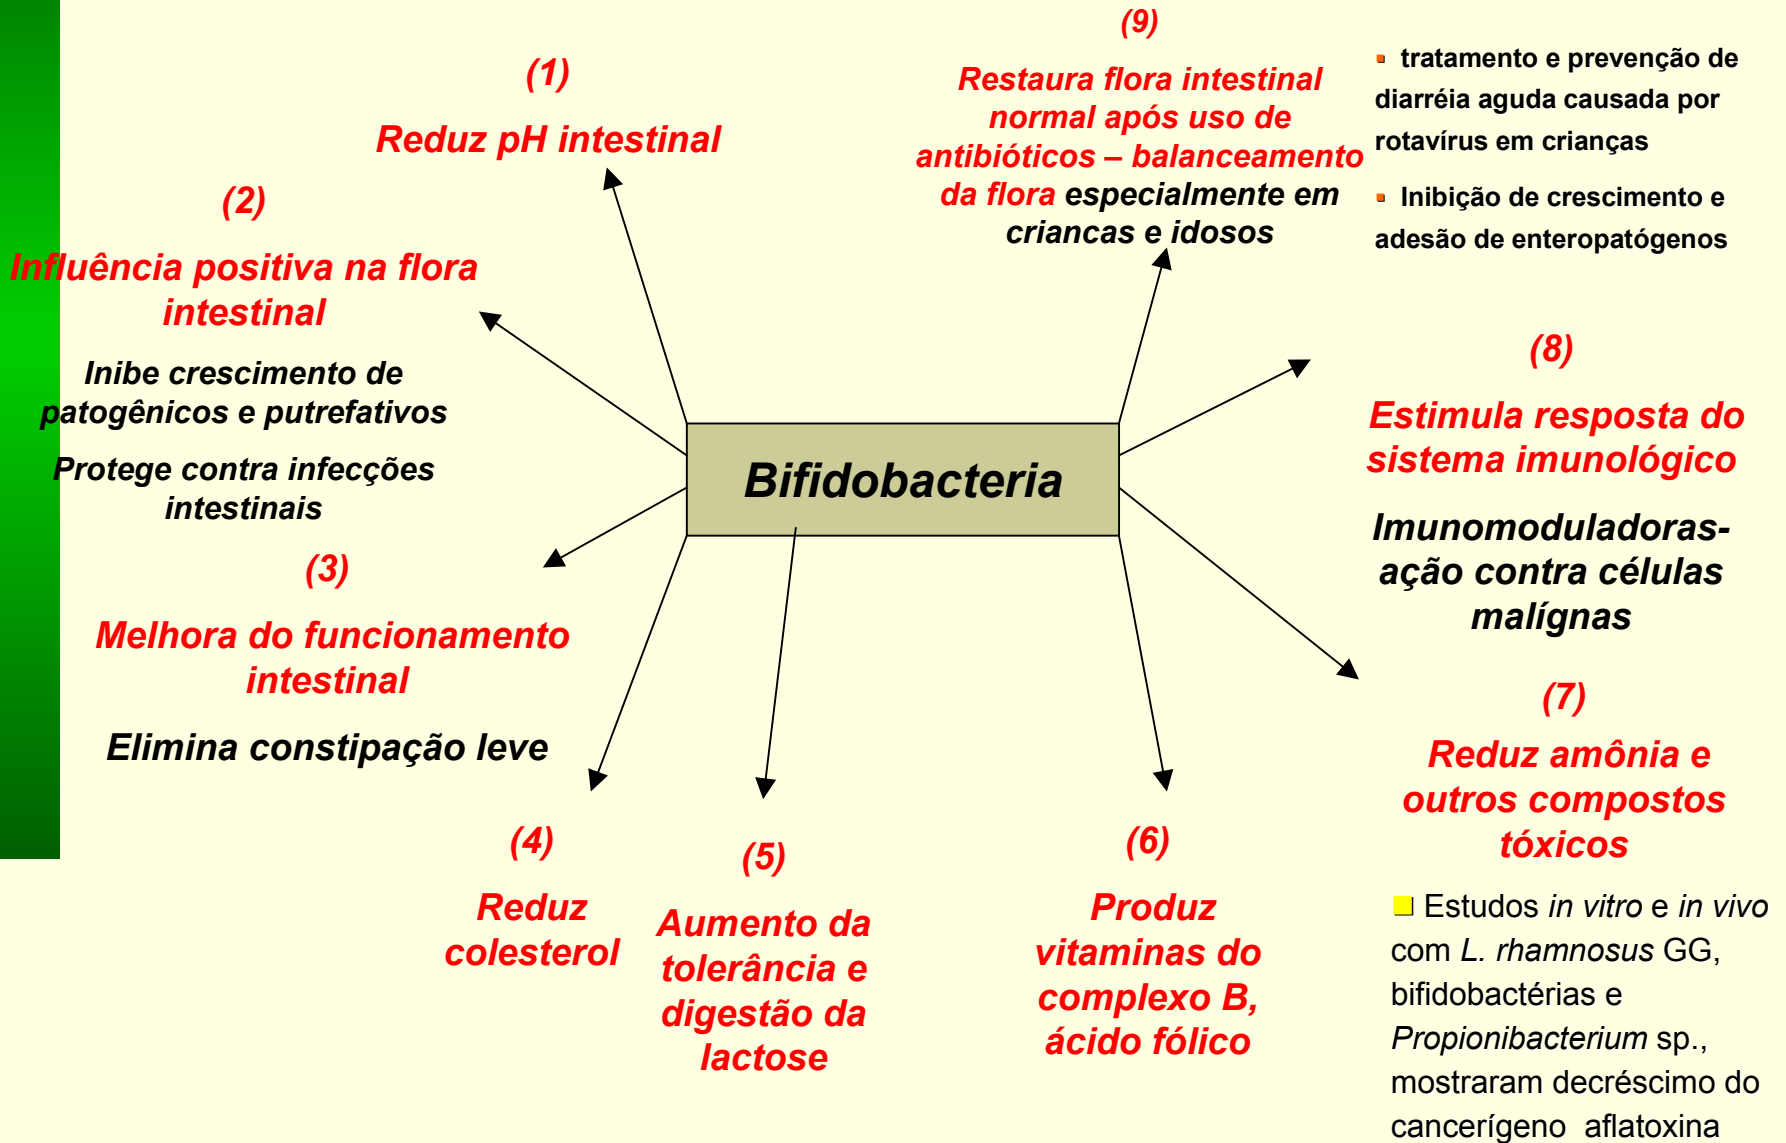 (1)
Reduz pH intestinal
(2)
Influência positiva na flora
intestinal
Inibe crescimento de
patogênicos e putrefativos
Protege contra infecções
intestinais
(3)
Melhora do funcionamento
intestinal
Elimina constipação leve
(4)
Reduz
colesterol
(5)
Aumento da
tolerância e
digestão da
lactose
Bifidobacteria
(6)
Produz
vitaminas do
complexo B,
ácido fólico
(7)
Reduz amônia e
outros compostos
tóxicos
Estudos in vitro e in vivo
com L. rhamnosus GG,
bifidobactérias e
Propionibacterium sp.,
mostraram decréscimo do
cancerígeno aflatoxina
(8)
Estimula resposta do
sistema imunológico
Imunomoduladoras-
ação contra células
malígnas
(9)
Restaura flora intestinal
normal após uso de
antibióticos – balanceamento
da flora especialmente em
criancas e idosos
▪ tratamento e prevenção de
diarréia aguda causada por
rotavírus em crianças
▪ Inibição de crescimento e
adesão de enteropatógenos